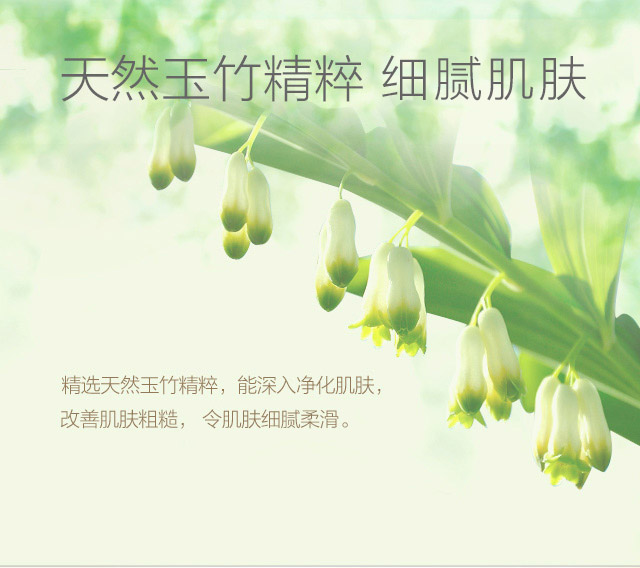 天然玉竹精粹 细腻肌肤
精选天然玉竹精粹，能深入净化肌肤，
改善肌肤粗糙， 令肌肤细腻柔滑。